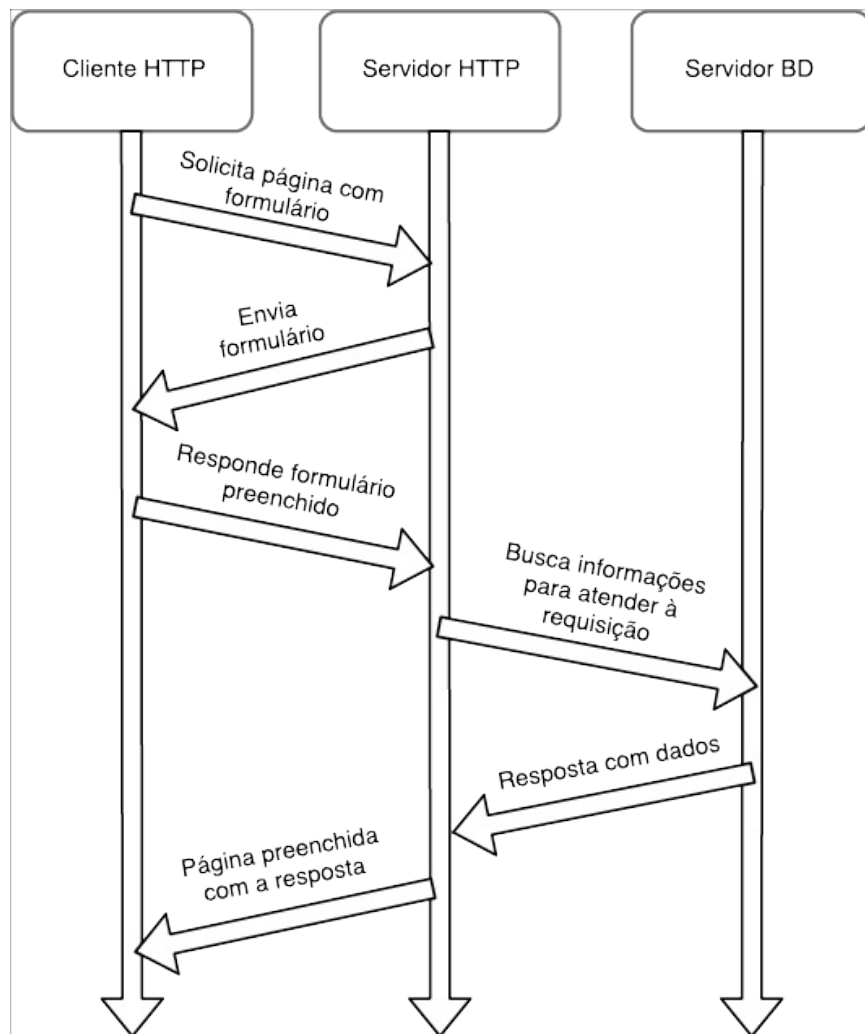 Cliente HTTP
Servidor HTTP
Servidor BD
Solicita página com
formulário
Envia
formulário
Responde formulário
preenchido
Busca informações
para atender à
requisição
Resposta com dados
Página preenchida
com a resposta